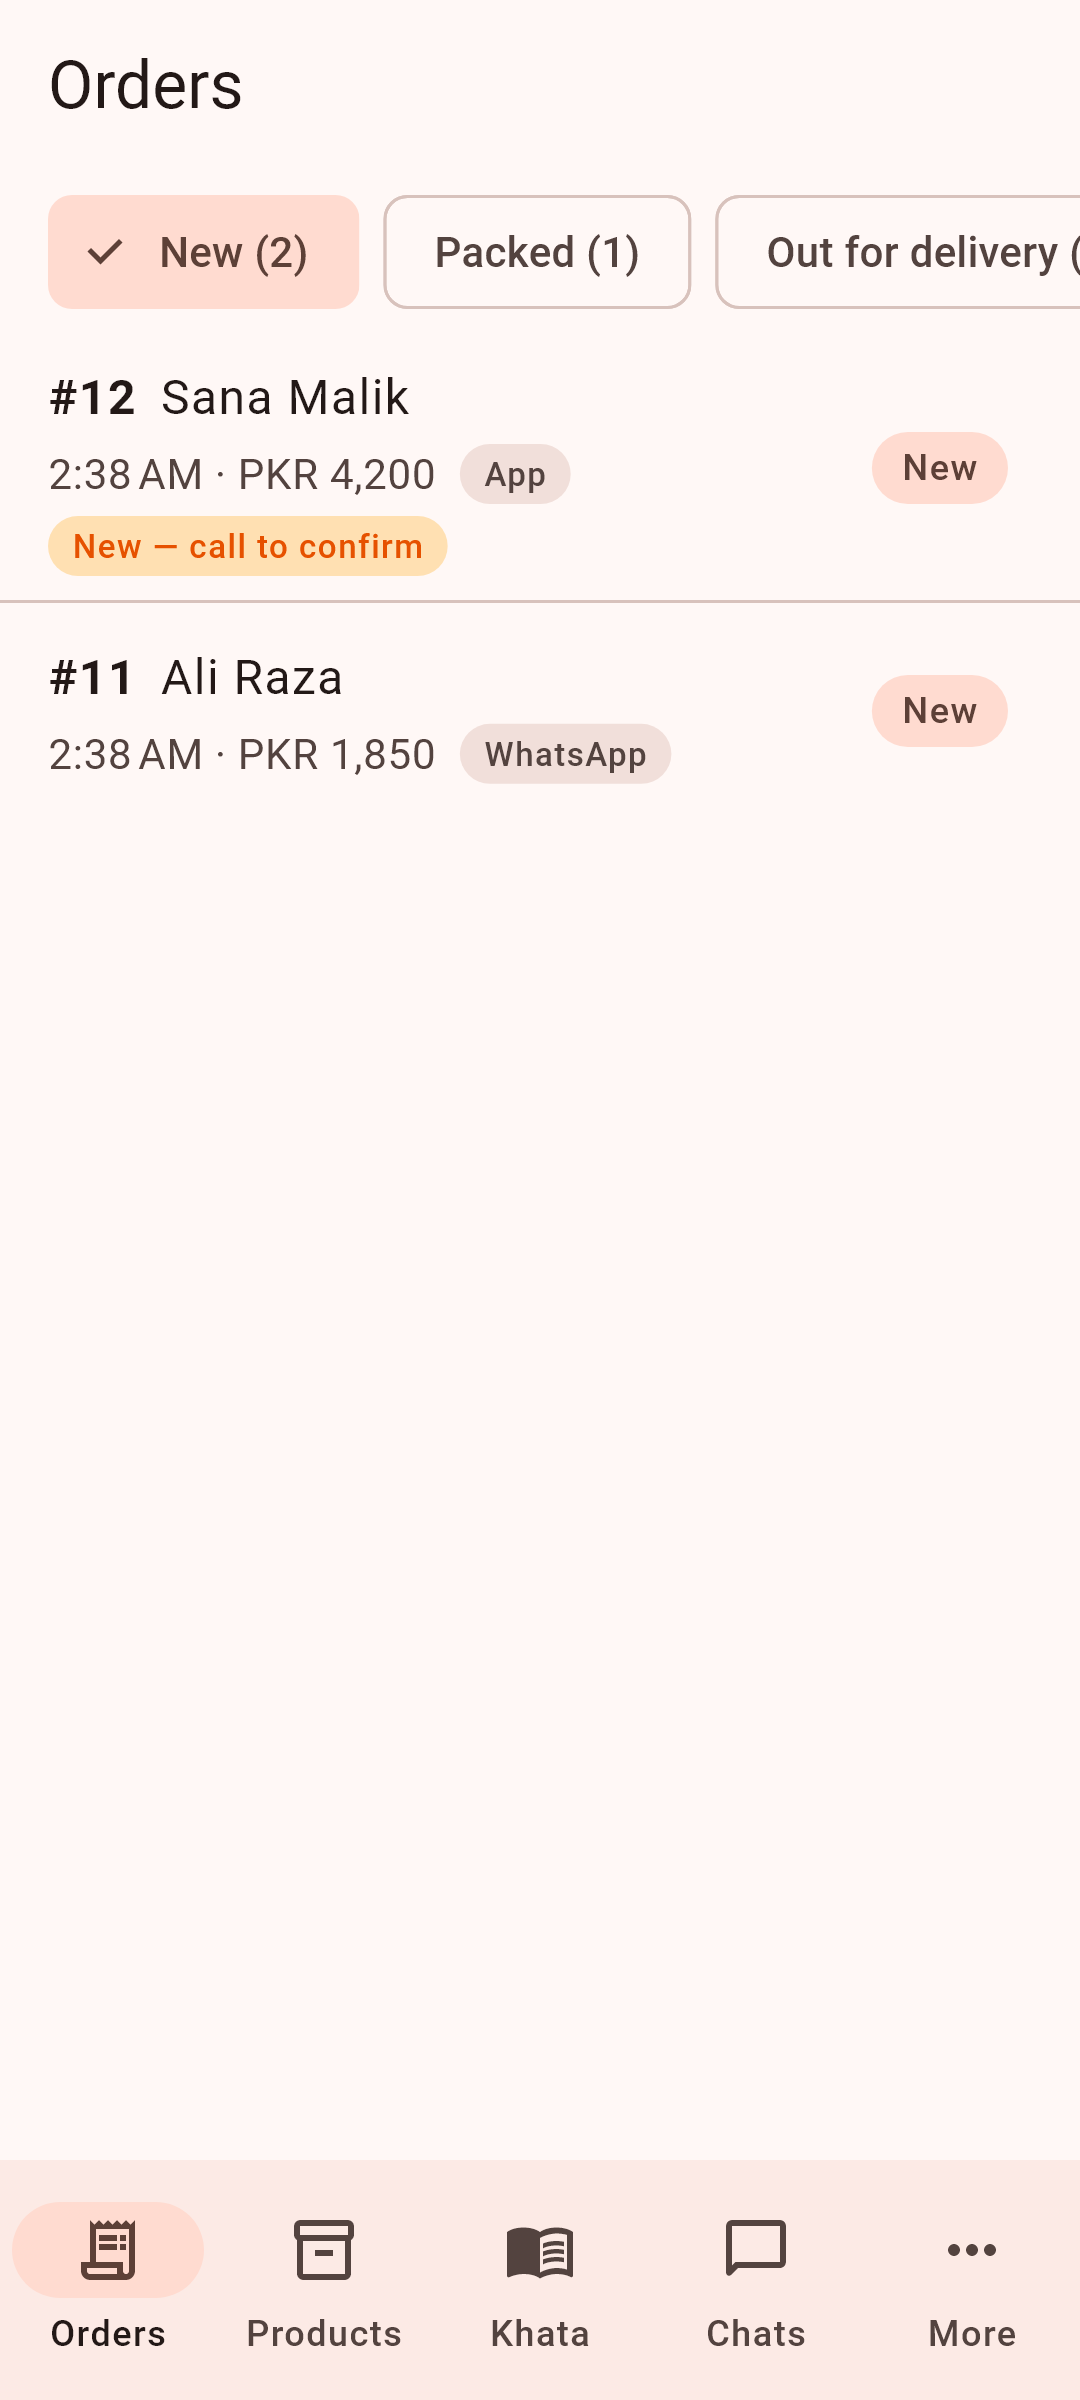 Orders
New (2) Packed (1) Out for delivery (
#12 Sana Malik
2:38 AM · PKR 4,200 App
New
New — call to confirm
#11 Ali Raza
New
2:38 AM · PKR 1,850 WhatsApp
Orders Products Khata Chats More